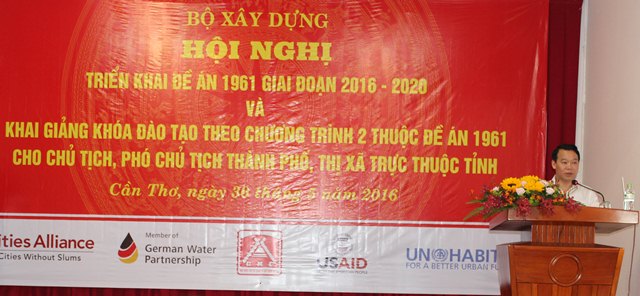 BỘ XÂY DỰNG
HỘI NGHỊ
TRIỂN KHAI ĐỀ ÁN 1961 GIAI ĐOẠN 2016 - 2020
VÀ
KHAI GIẢNG KHÓA ĐÀO TẠO THEO CHƯƠNG TRÌNH 2 THUỘC ĐỀ ÁN 1961
CHO CHỦ TỊCH, PHÓ CHỦ TỊCH THÀNH PHỐ, THỊ XÃ TRỰC THUỘC TỈNH
Cần Thơ, ngày 30 tháng 5 năm 2016
ities Alliance
Cities Without Slums
Member of
German Water
Partnership
USAID
UN HABIT
FOR A BETTER URBAN FU